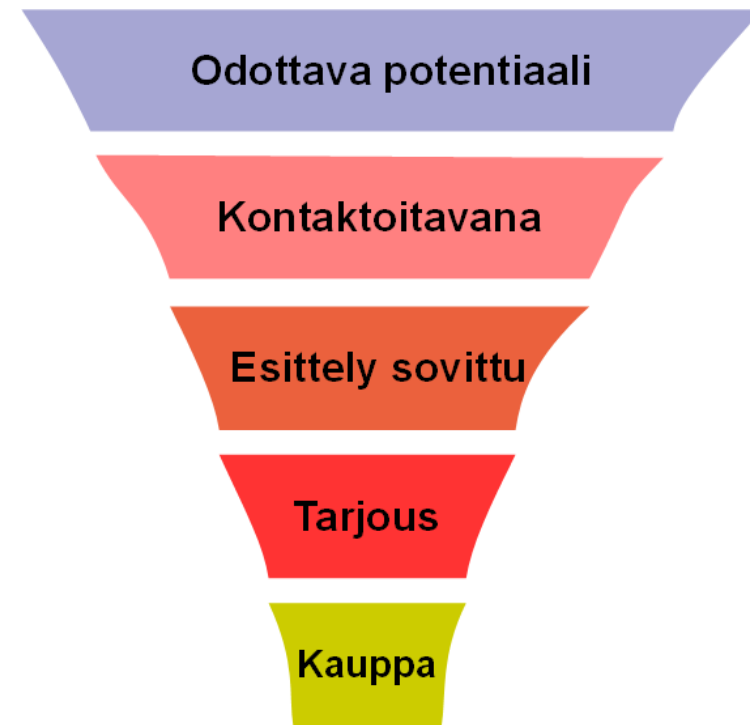 Odottava potentiaali
Kontaktoitavana
Esittely sovittu
Tarjous
Kauppa